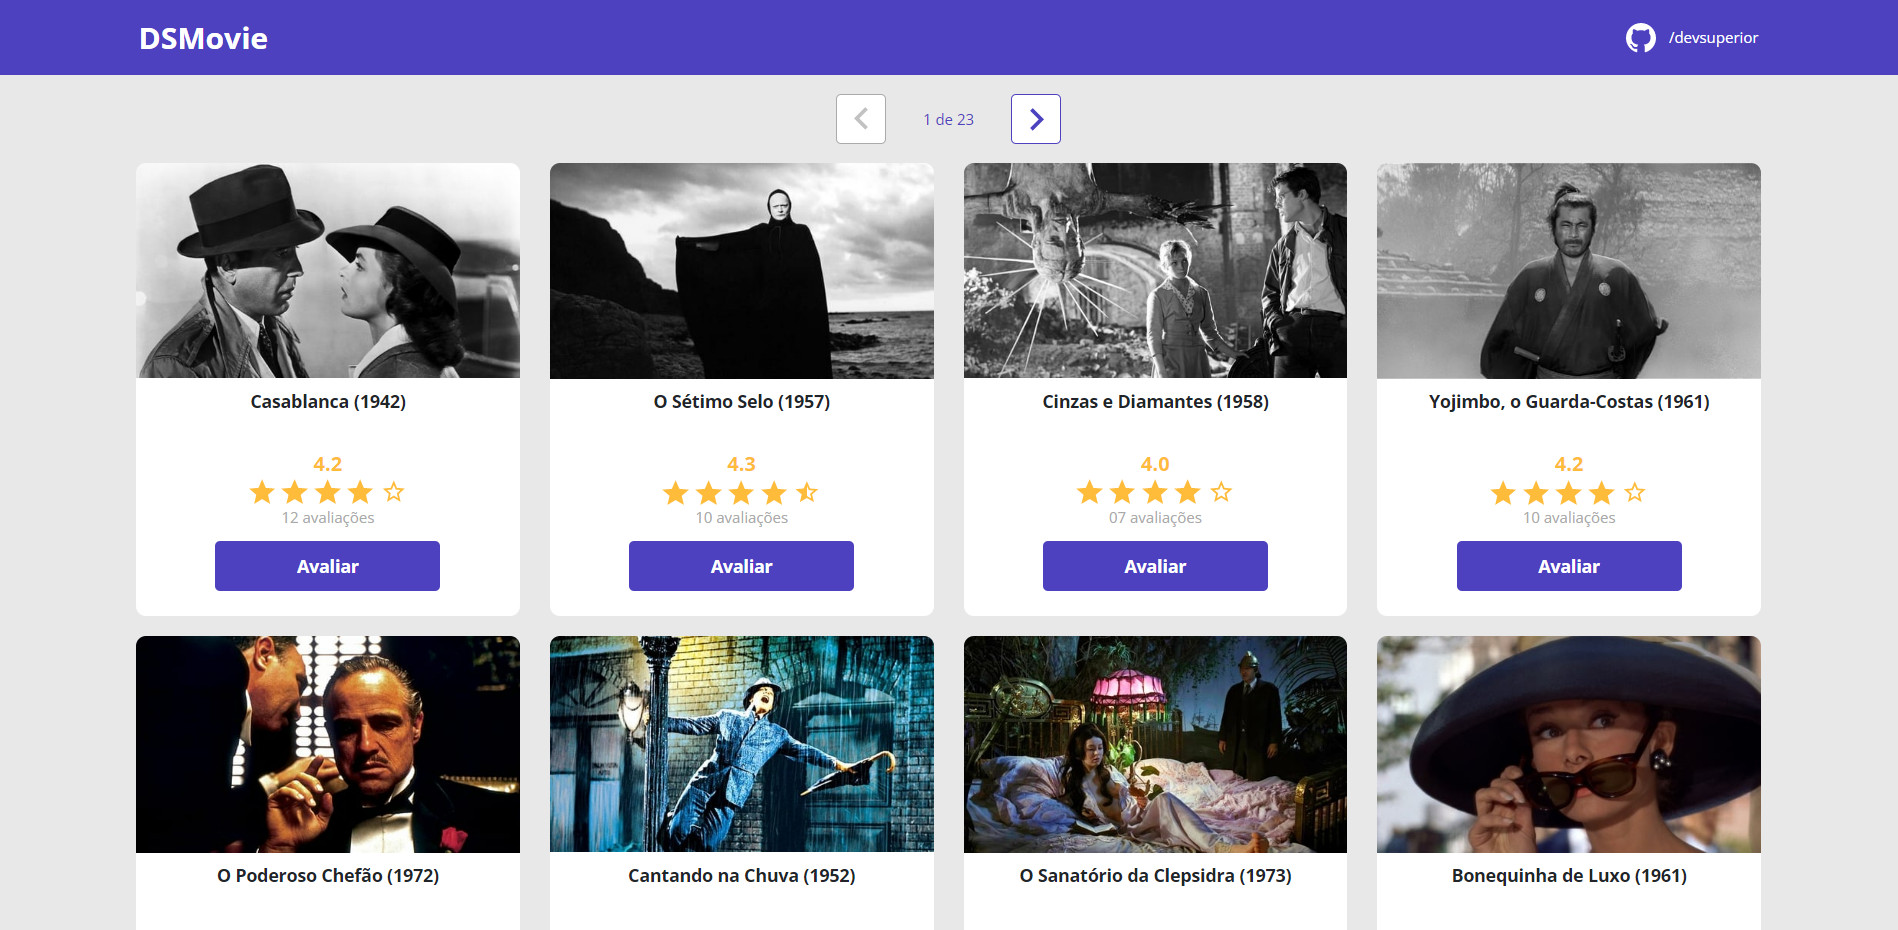 DSMovie
/devsuperior
1 de 23
Casablanca (1942)
4.2
12 avaliações
Avaliar
O Sétimo Selo (1957)
4.3
10 avaliações
Avaliar
Cinzas e Diamantes (1958)
4.0
07 avaliações
Avaliar
Yojimbo, o Guarda-Costas (1961)
4.2
10 avaliações
Avaliar
O Poderoso Chefão (1972)
Cantando na Chuva (1952)
O Sanatório da Clepsidra (1973)
Bonequinha de Luxo (1961)